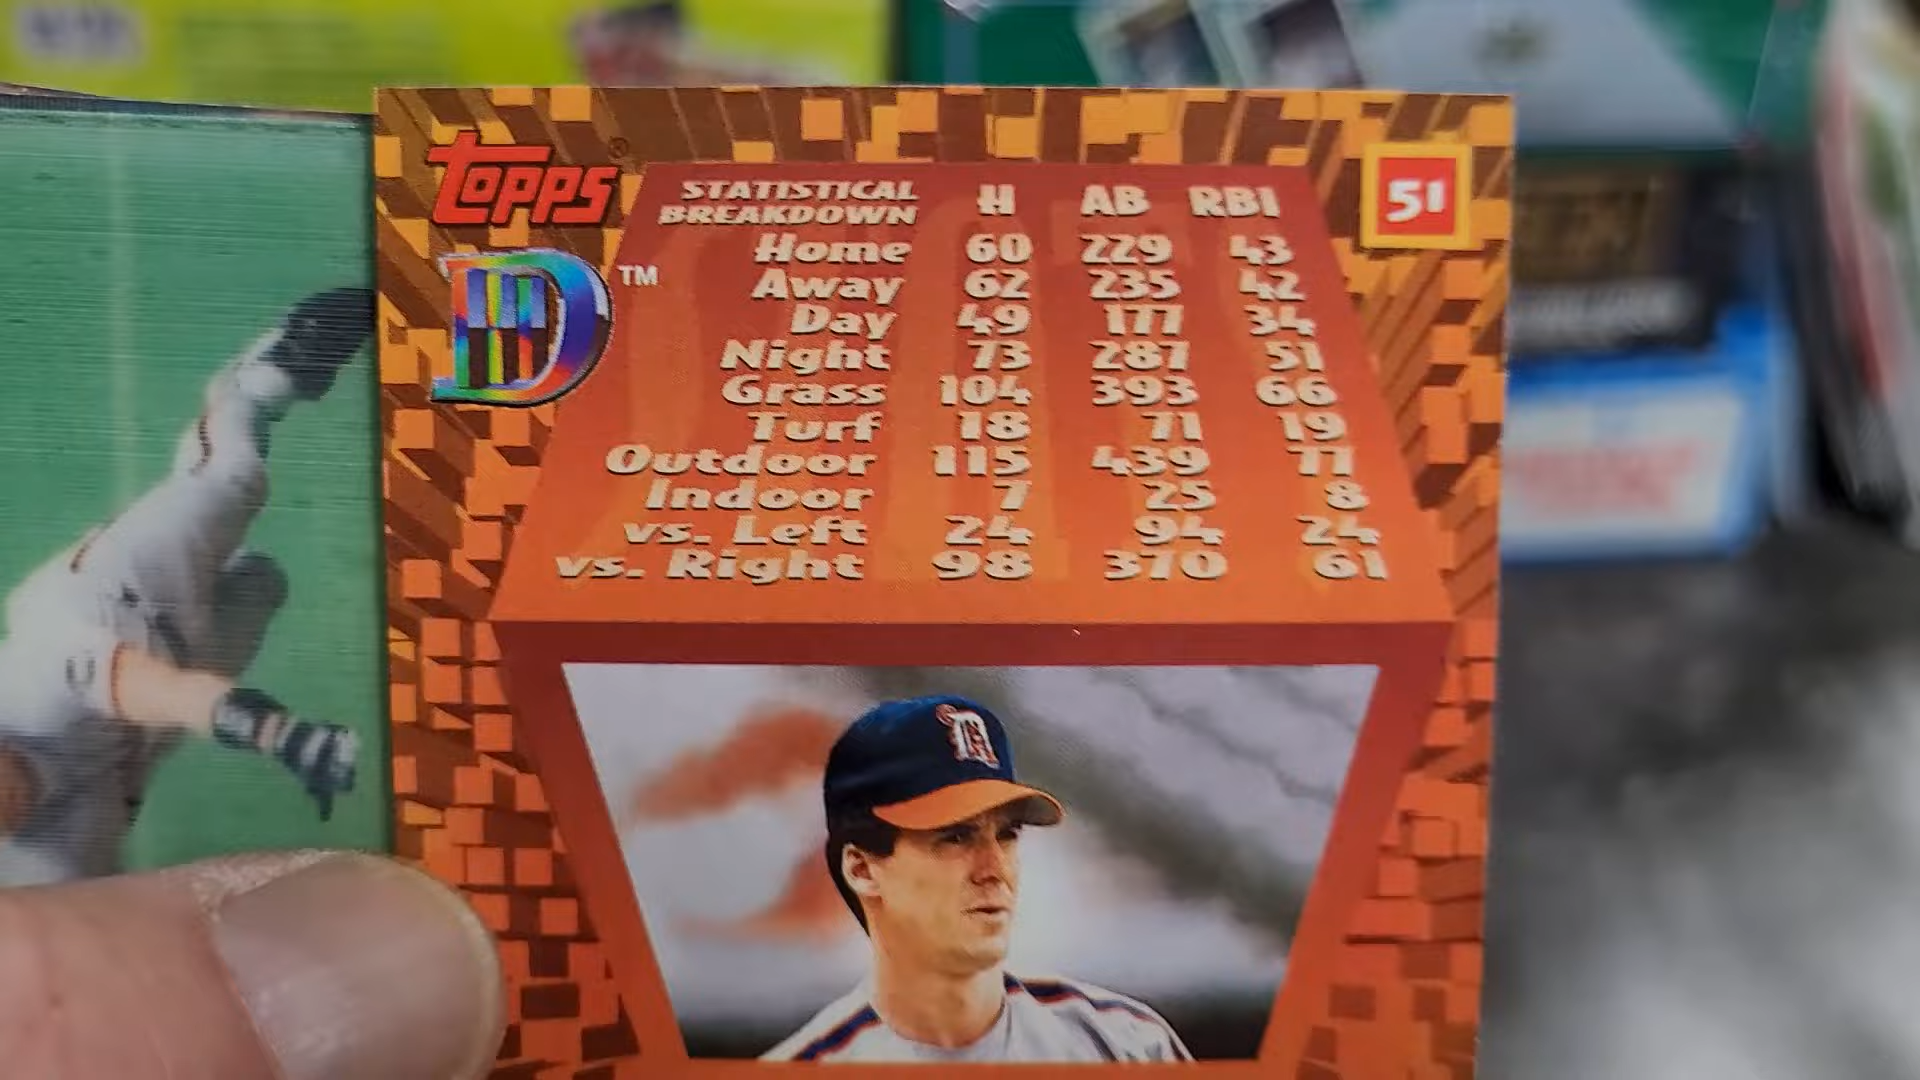 TOPPS®
D™
51
STATISTICAL BREAKDOWN H AB RBI
Home 60 229 43
Away 62 235 42
Day 49 177 34
Night 73 287 51
Grass 104 393 66
Turf 18 71 19
Outdoor 115 439 77
Indoor 7 25 8
vs. Left 24 94 24
vs. Right 98 370 61
D